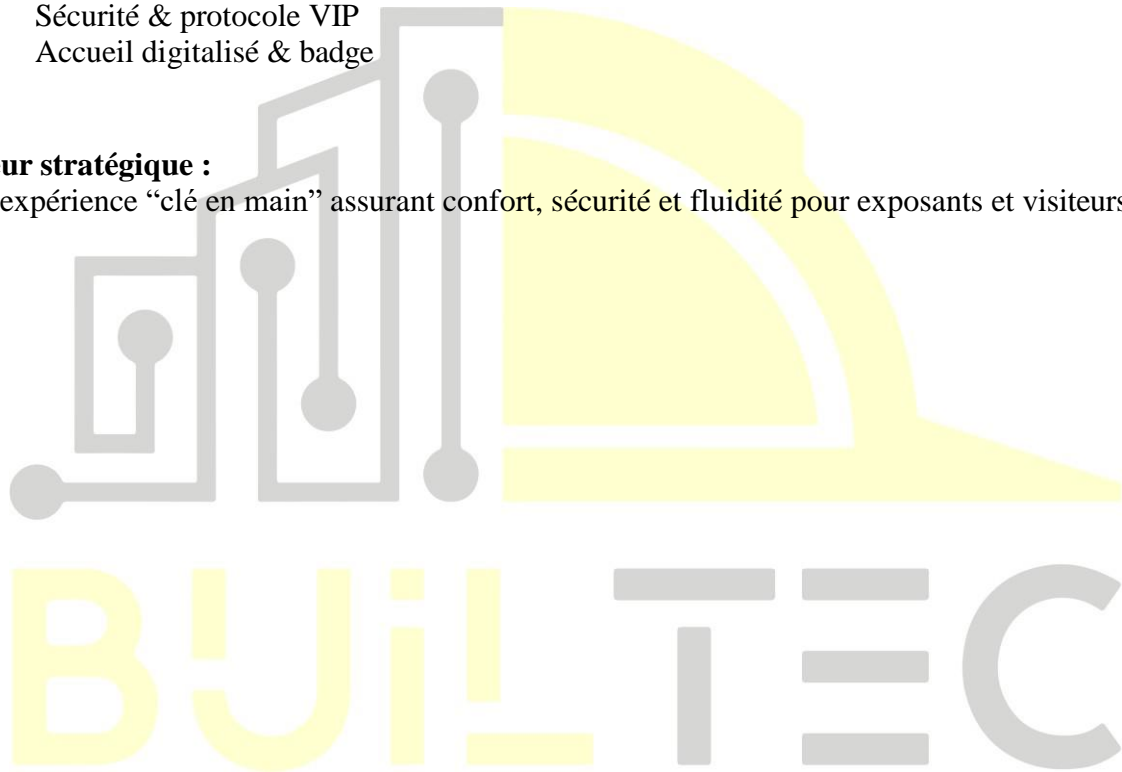 Sécurité & protocole VIP
Accueil digitalisé & badge
ur stratégique :
expérience “clé en main” assurant confort, sécurité et fluidité pour exposants et visiteurs
BUiLTEC